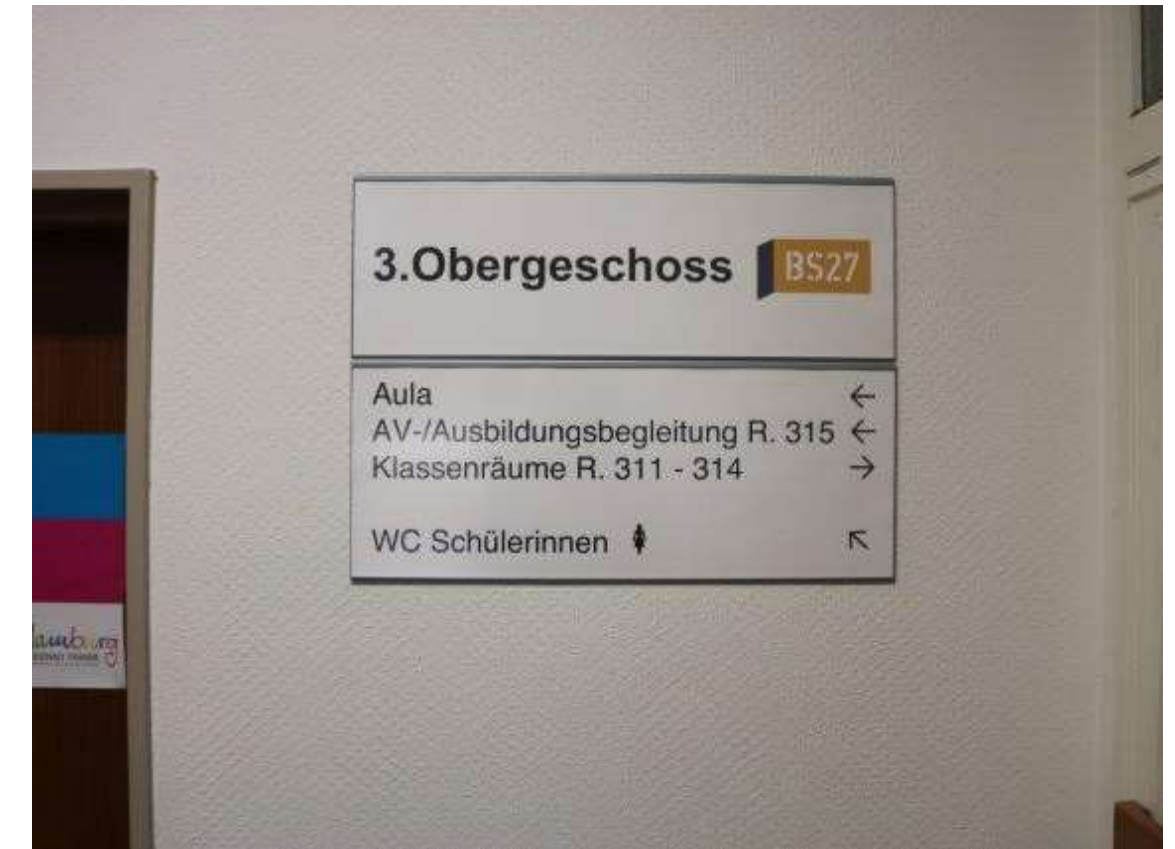 3.Obergeschoss BS27
Aula ←
AV-/Ausbildungsbegleitung R. 315 ←
Klassenräume R. 311 - 314 →
WC Schülerinnen ↖